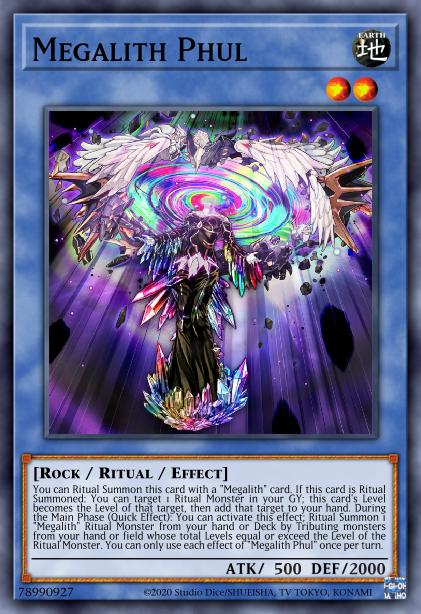 MEGALITH PHUL
EARTH
地
[ROCK / RITUAL / EFFECT]
You can Ritual Summon this card with a "Megalith" card. If this card is Ritual
Summoned: You can target 1 Ritual Monster in your GY; this card's Level
becomes the Level of that target, then add that target to your hand. During
the Main Phase (Quick Effect): You can activate this effect; Ritual Summon 1
"Megalith" Ritual Monster from your hand or Deck by Tributing monsters
from your hand or field whose total Levels equal or exceed the Level of the
Ritual Monster. You can only use each effect of "Megalith Phul" once per turn.
ATK/ 500 DEF/2000
78990927
©2020 Studio Dice/SHUEISHA, TV TOKYO, KONAMI